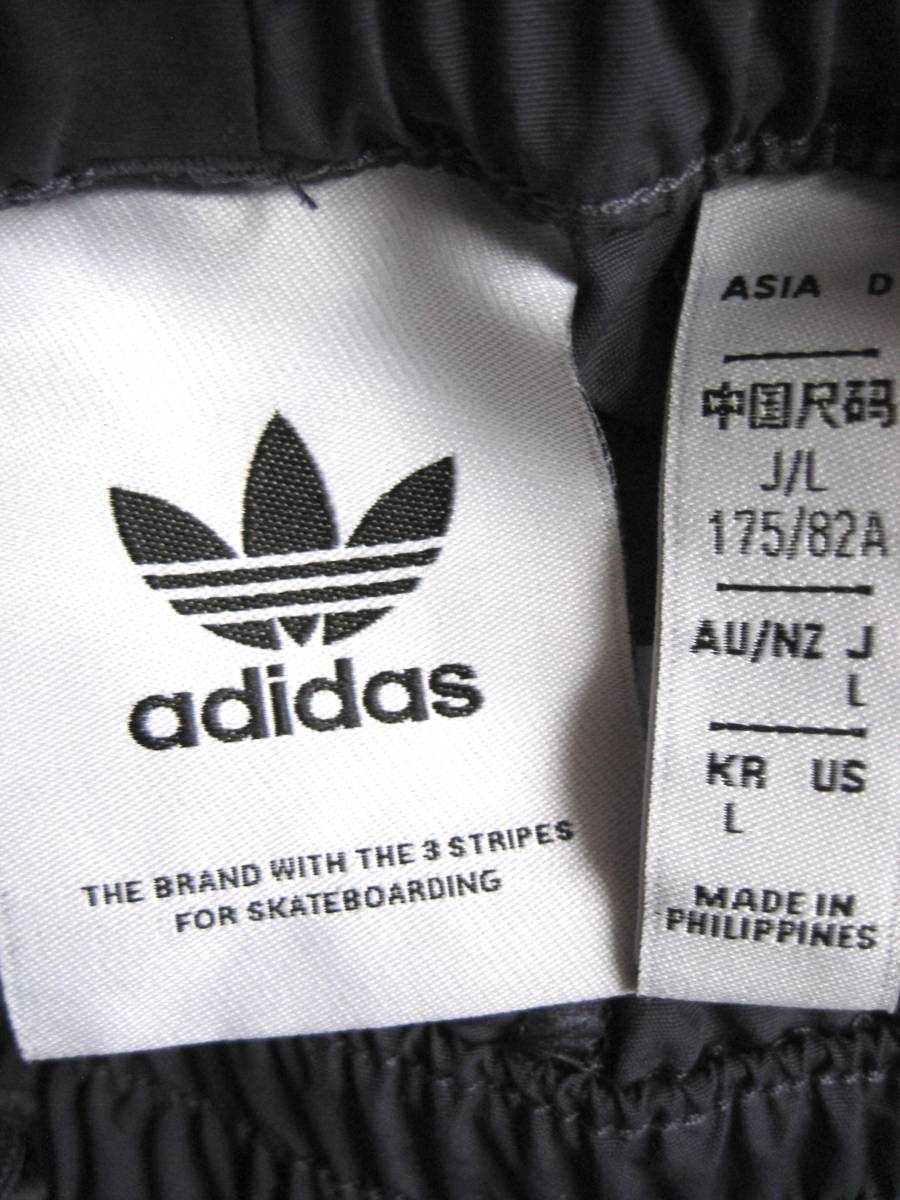 adidas
THE BRAND WITH THE 3 STRIPES
FOR SKATEBOARDING
ASIA D
中国尺码
J/L
175/82A
AU/NZ J
L
KR US
L
MADE IN
PHILIPPINES